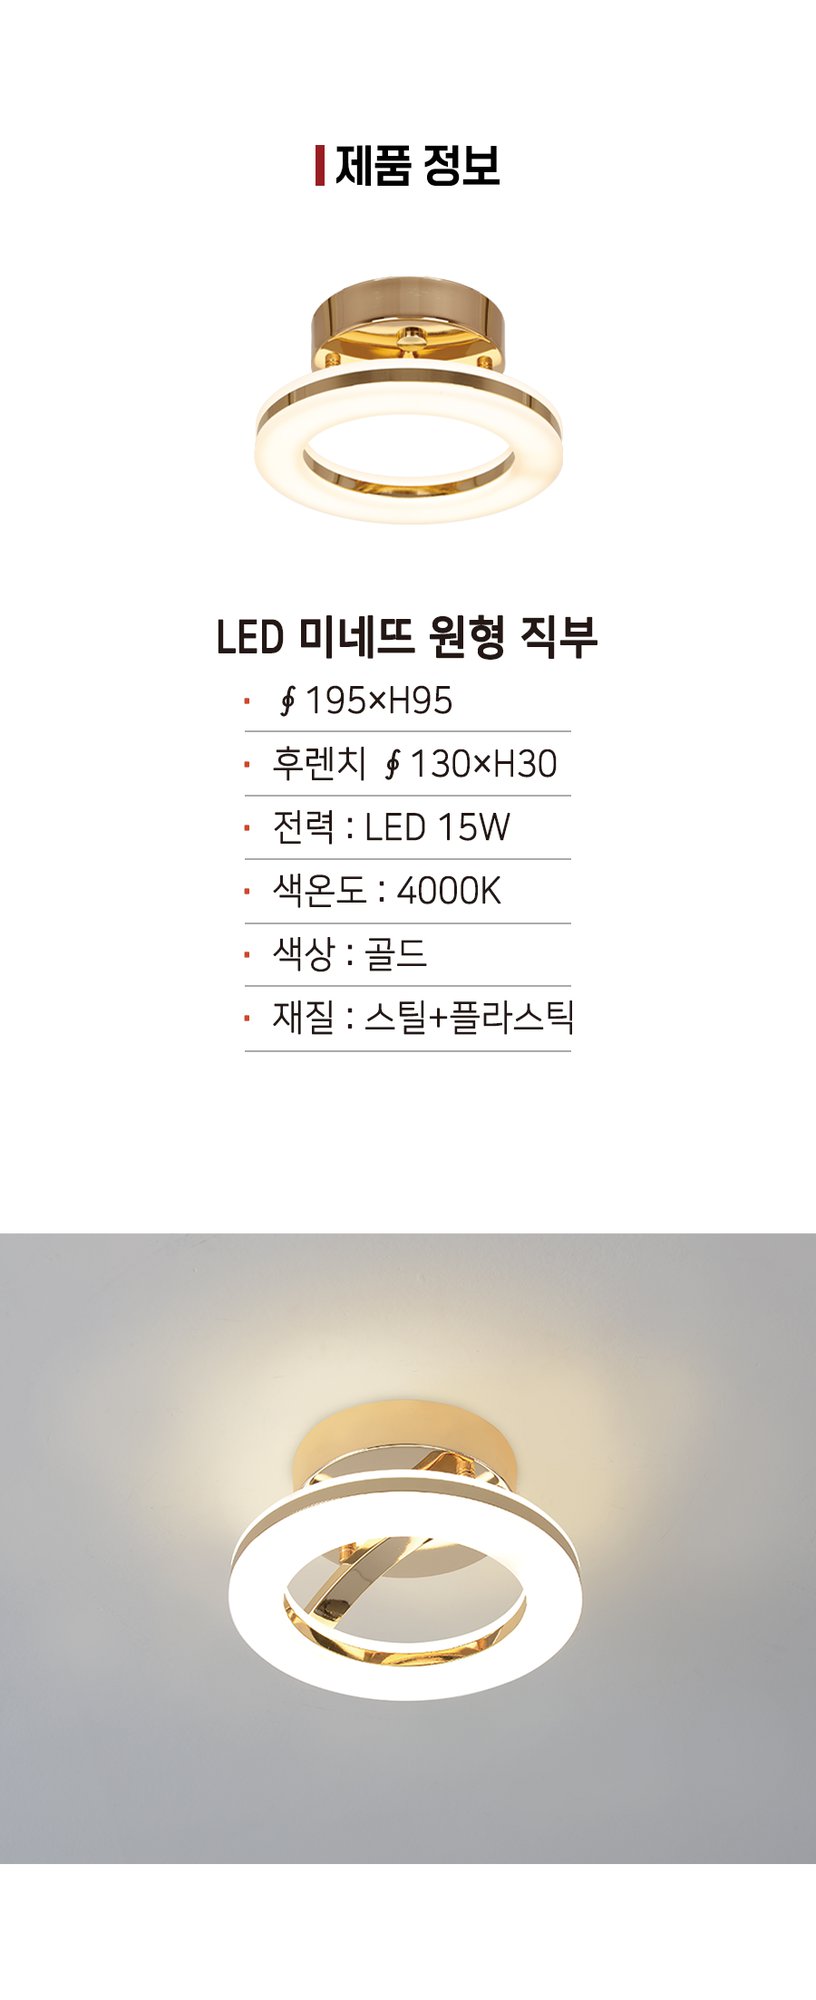 제품 정보
LED 미네뜨 원형 직부
· ∮195×H95
· 후렌치 ∮130×H30
· 전력 : LED 15W
· 색온도 : 4000K
· 색상 : 골드
· 재질 : 스틸+플라스틱